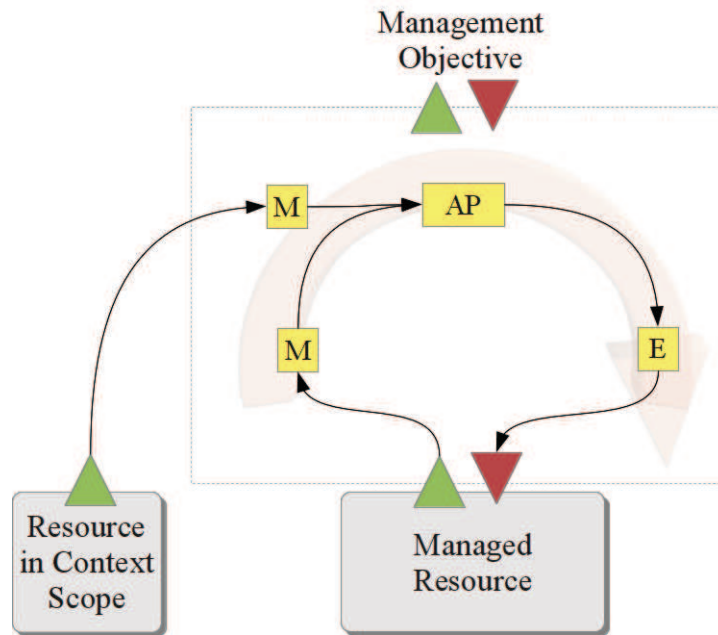 Management
Objective
M
AP
M
E
Resource
in Context
Scope
Managed
Resource